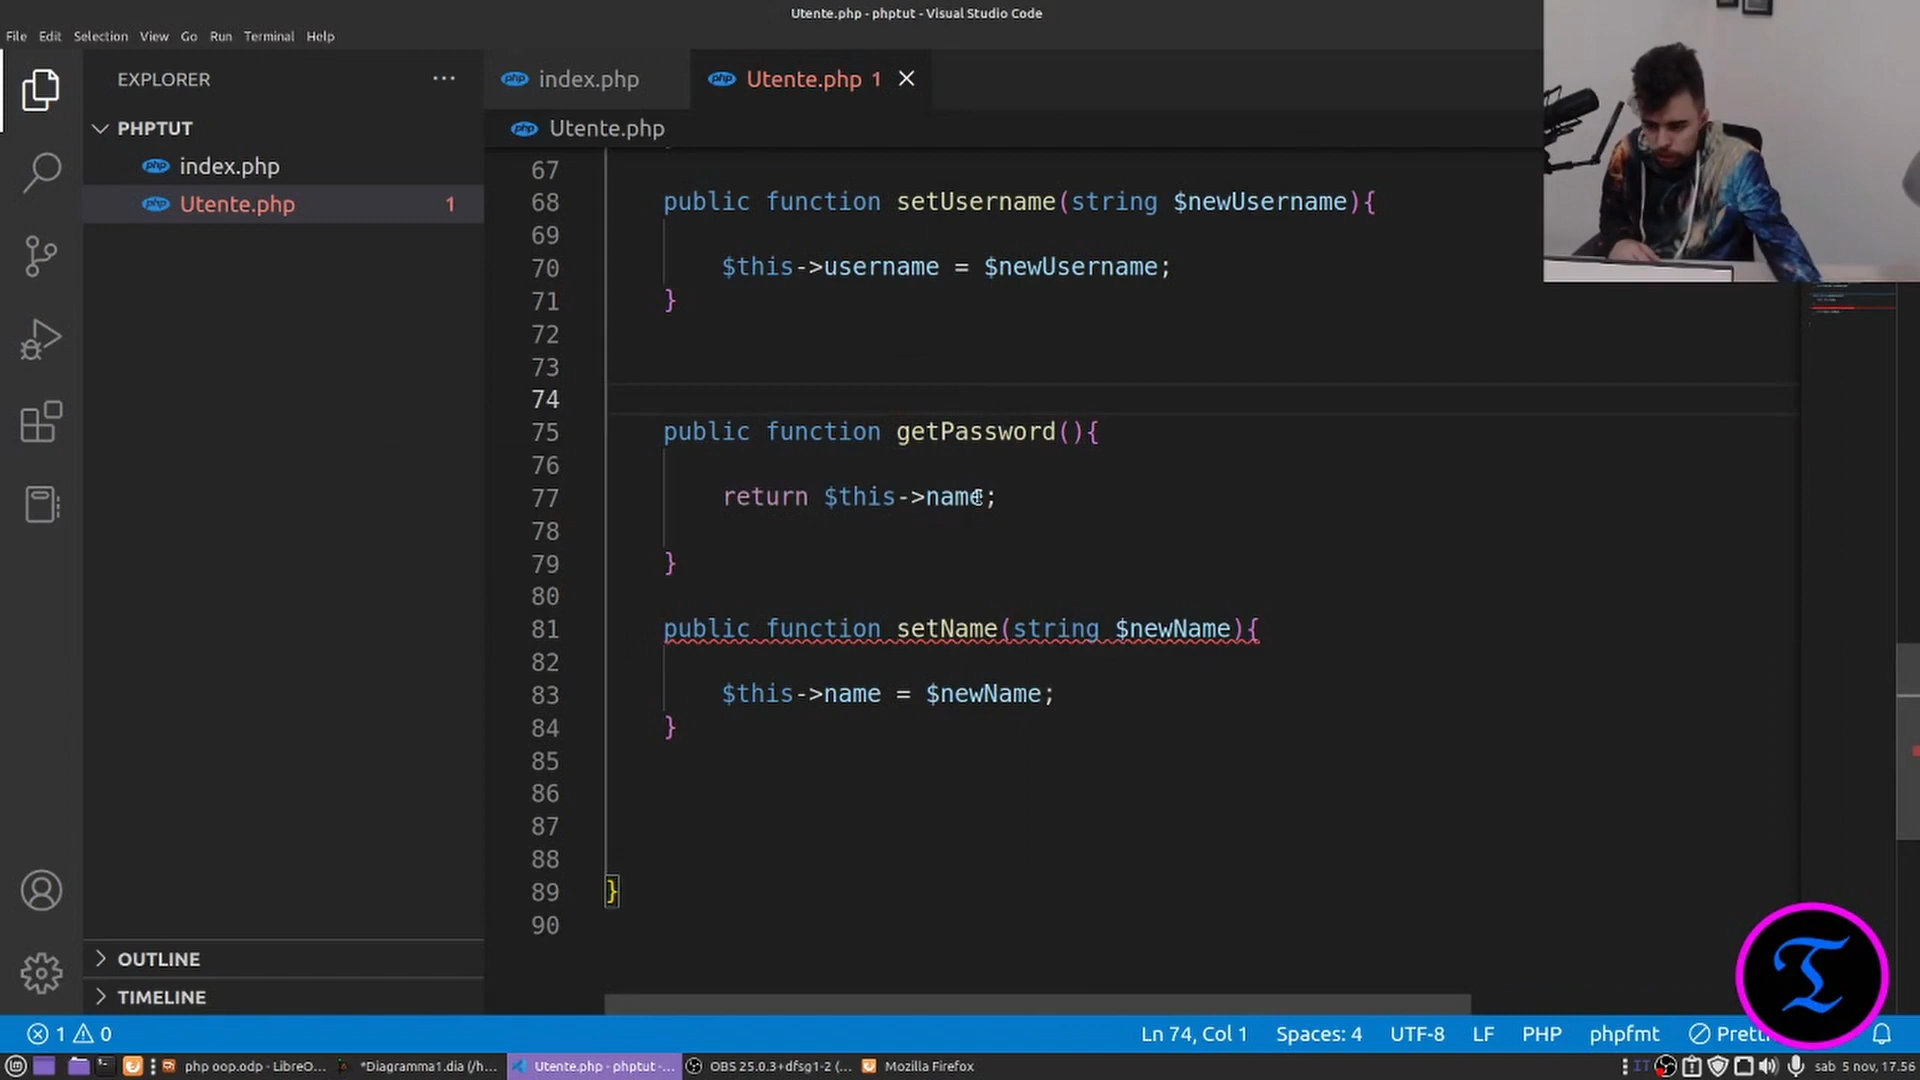 Utente.php - phptut - Visual Studio Code
File Edit Selection View Go Run Terminal Help
EXPLORER ...
PHPTUT
index.php
Utente.php 1
OUTLINE
TIMELINE
index.php
Utente.php 1
Utente.php
67
68 public function setUsername(string $newUsername){
69
70 $this->username = $newUsername;
71 }
72
73
74
75 public function getPassword(){
76
77 return $this->name;
78
79 }
80
81 public function setName(string $newName){
82
83 $this->name = $newName;
84 }
85
86
87
88
89 }
90
1 0
Ln 74, Col 1 Spaces: 4 UTF-8 LF PHP phpfmt
php oop.odp - LibreO... *Diagramma1.dia (/h... Utente.php - phptut -... OBS 25.0.3+dfsg1-2 (... Mozilla Firefox
IT sab 5 nov, 17.56